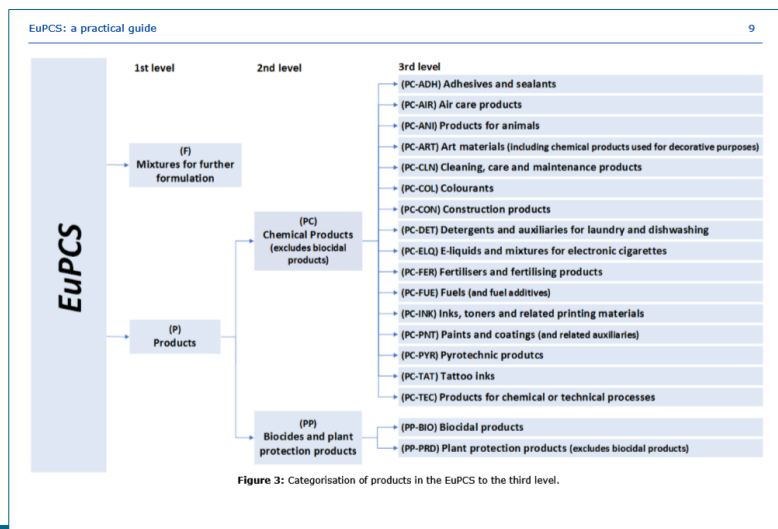 EuPCS: a practical guide 9
1st level 2nd level 3rd level
EuPCS
(F)
Mixtures for further
formulation
(P)
Products
(PC)
Chemical Products
(excludes biocidal
products)
(PP)
Biocides and plant
protection products
(PC-ADH) Adhesives and sealants
(PC-AIR) Air care products
(PC-ANI) Products for animals
(PC-ART) Art materials (including chemical products used for decorative purposes)
(PC-CLN) Cleaning, care and maintenance products
(PC-COL) Colourants
(PC-CON) Construction products
(PC-DET) Detergents and auxiliaries for laundry and dishwashing
(PC-ELQ) E-liquids and mixtures for electronic cigarettes
(PC-FER) Fertilisers and fertilising products
(PC-FUE) Fuels (and fuel additives)
(PC-INK) Inks, toners and related printing materials
(PC-PNT) Paints and coatings (and related auxiliaries)
(PC-PYR) Pyrotechnic produtcs
(PC-TAT) Tattoo inks
(PC-TEC) Products for chemical or technical processes
(PP-BIO) Biocidal products
(PP-PRD) Plant protection products (excludes biocidal products)
Figure 3: Categorisation of products in the EuPCS to the third level.